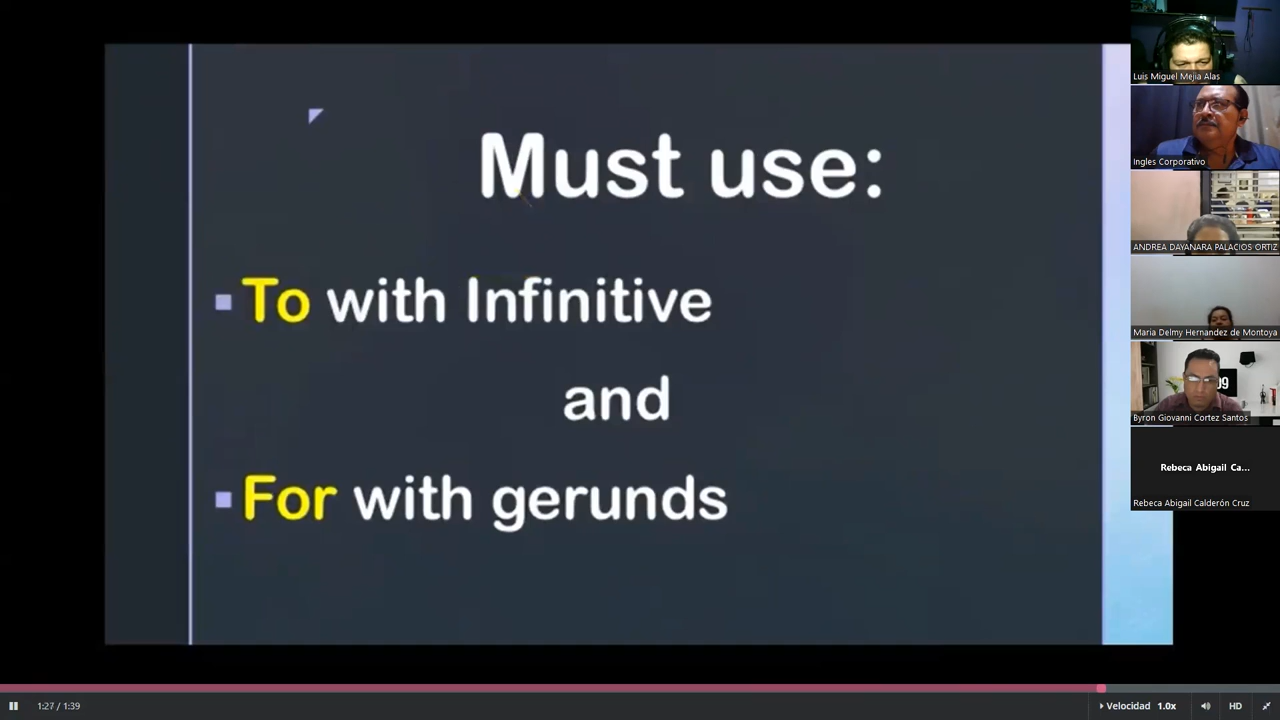 Must use:
To with Infinitive
and
For with gerunds
Luis Miguel Mejia Alas
Ingles Corporativo
ANDREA DAYANARA PALACIOS ORTIZ
Maria Delmy Hernandez de Montoya
09
Byron Giovanni Cortez Santos
Rebeca Abigail Ca...
Rebeca Abigail Calderón Cruz
1:27 / 1:39
Velocidad 1.0x
HD